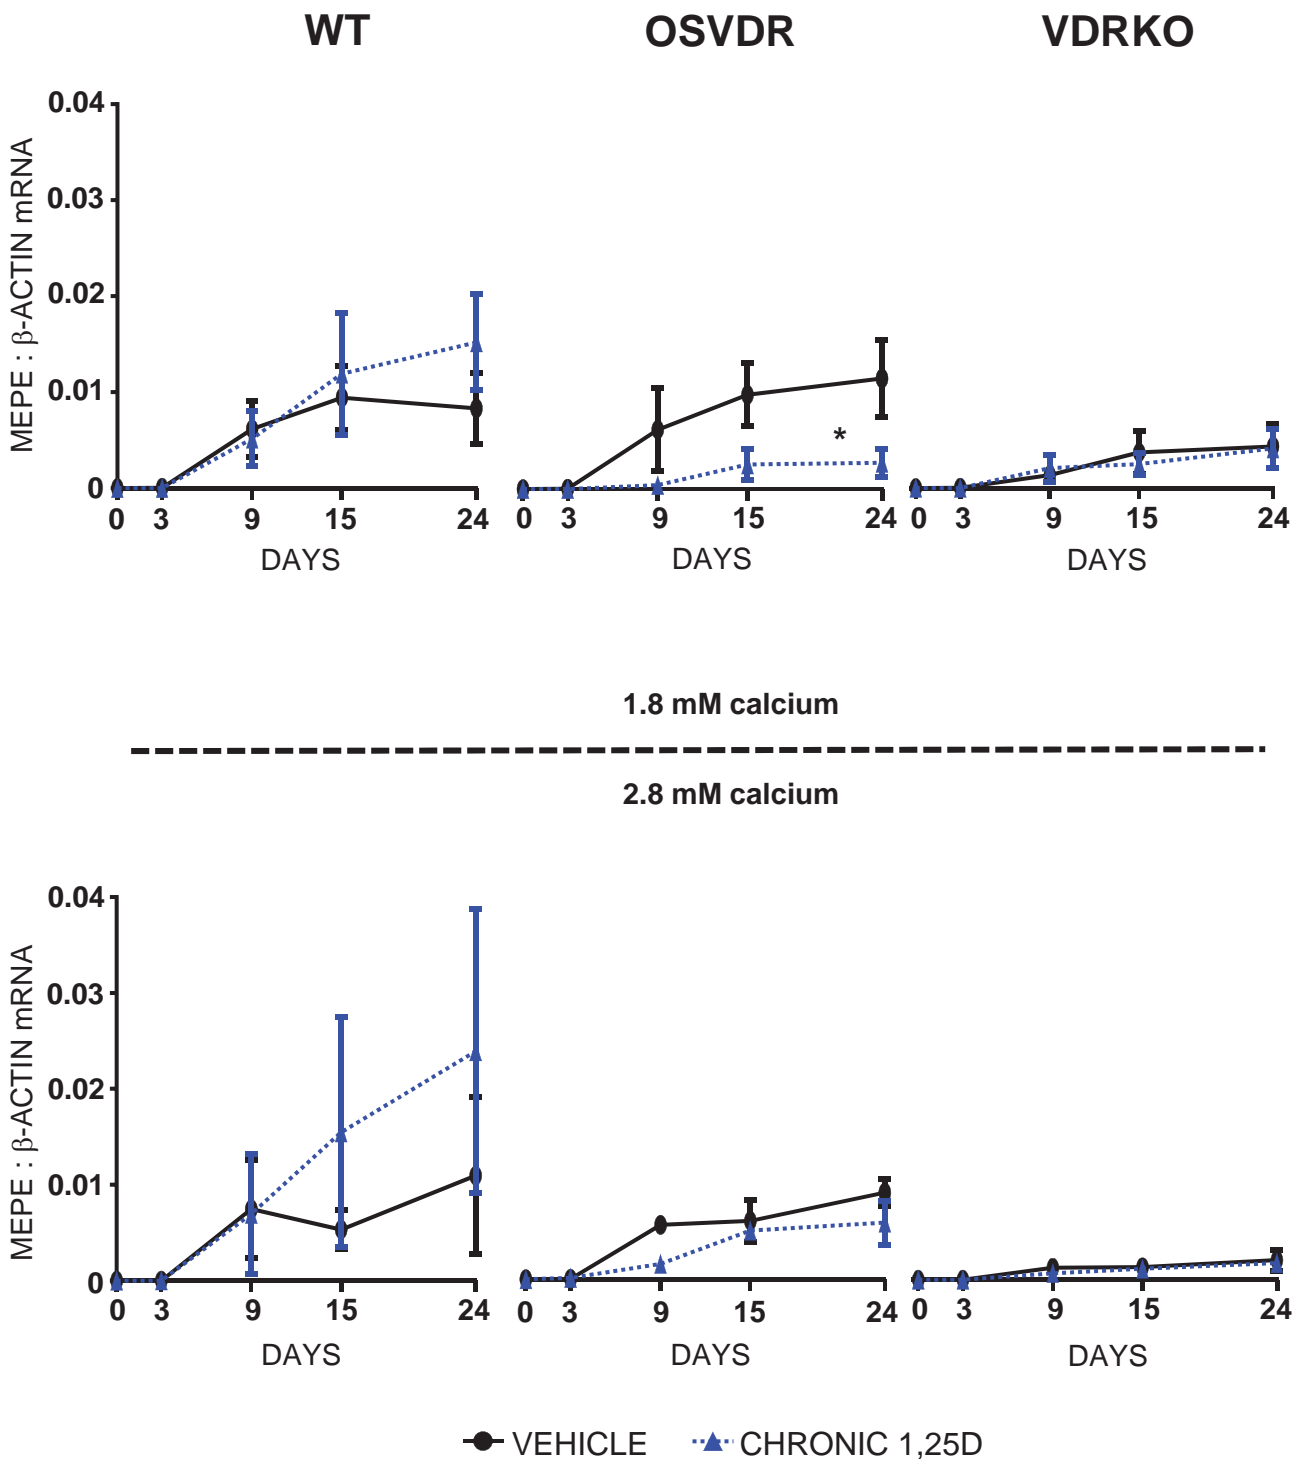 WT OSVDR VDRKO
MEPE : β-ACTIN mRNA
0.04
0.03
0.02
0.01
0
*
0 3 9 15 24 0 3 9 15 24 0 3 9 15 24
DAYS DAYS DAYS
1.8 mM calcium
2.8 mM calcium
MEPE : β-ACTIN mRNA
0.04
0.03
0.02
0.01
0
0 3 9 15 24 0 3 9 15 24 0 3 9 15 24
DAYS DAYS DAYS
VEHICLE CHRONIC 1,25D